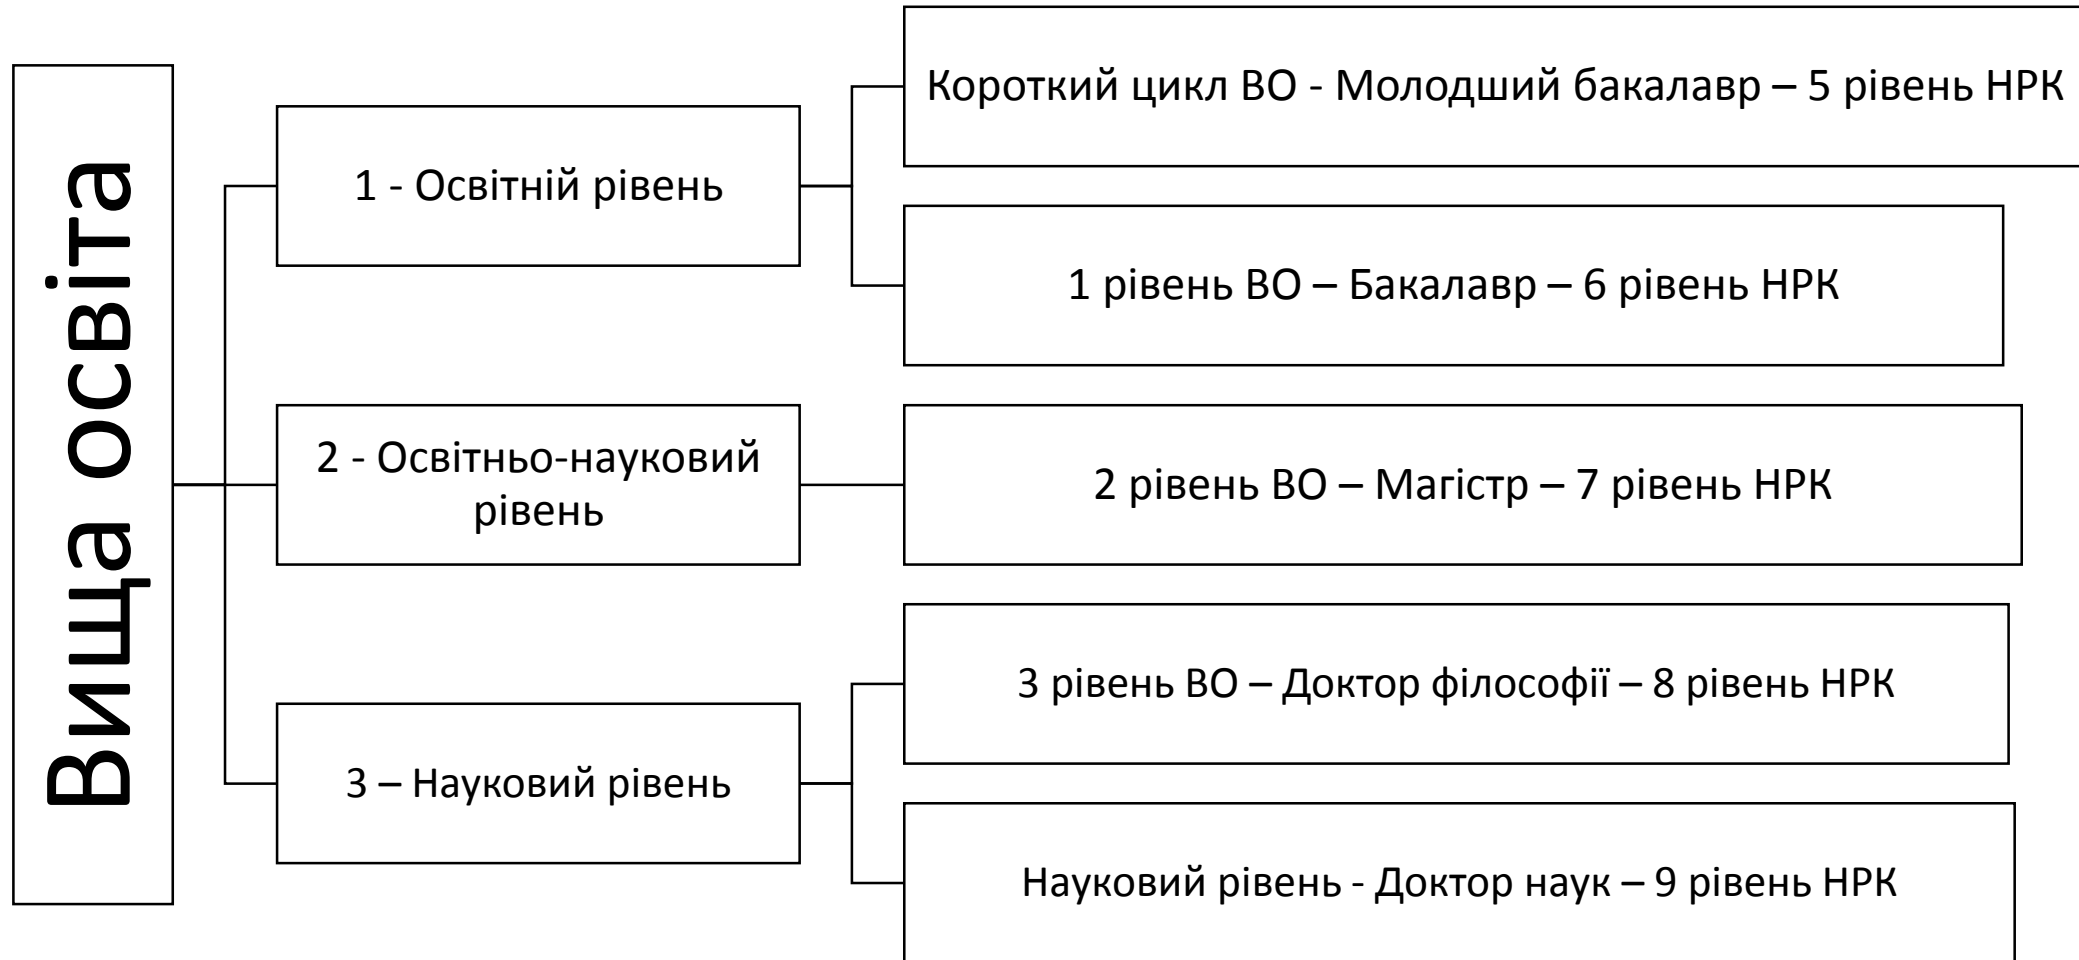 Вища освіта
1 - Освітній рівень
Короткий цикл ВО - Молодший бакалавр – 5 рівень НРК
1 рівень ВО – Бакалавр – 6 рівень НРК
2 - Освітньо-науковий
рівень
2 рівень ВО – Магістр – 7 рівень НРК
3 – Науковий рівень
3 рівень ВО – Доктор філософії – 8 рівень НРК
Науковий рівень - Доктор наук – 9 рівень НРК